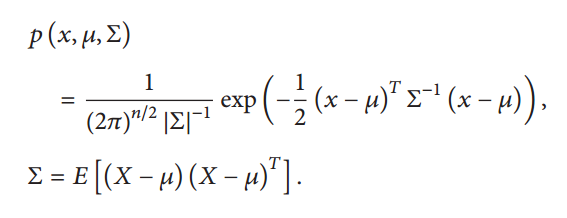 p(x, μ, Σ)
= 1 / ((2π)^{n/2} |Σ|^{-1}) exp(-1/2 (x − μ)^T Σ^{-1} (x − μ)),
Σ = E[(X − μ)(X − μ)^T].